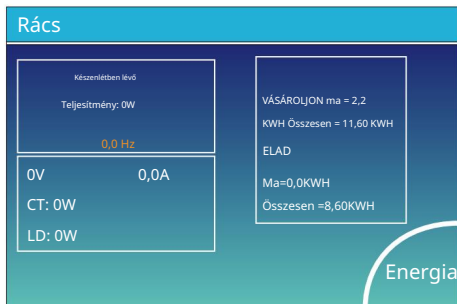 Rács
Készenlétben lévő
Teljesítmény: 0W
0,0 Hz
0V 0,0A
CT: 0W
LD: 0W
VÁSÁROLJON ma = 2,2
KWH Összesen = 11,60 KWH
ELAD
Ma=0,0KWH
Összesen =8,60KWH
Energia